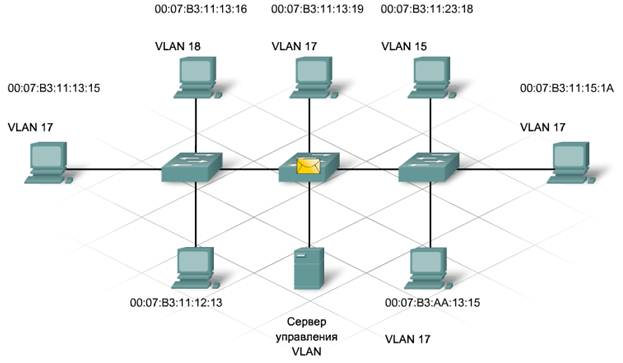 00:07:B3:11:13:16
00:07:B3:11:13:19
00:07:B3:11:23:18
VLAN 18
VLAN 17
VLAN 15
00:07:B3:11:13:15
00:07:B3:11:15:1A
VLAN 17
VLAN 17
00:07:B3:11:12:13
00:07:B3:AA:13:15
Сервер
управления
VLAN
VLAN 17